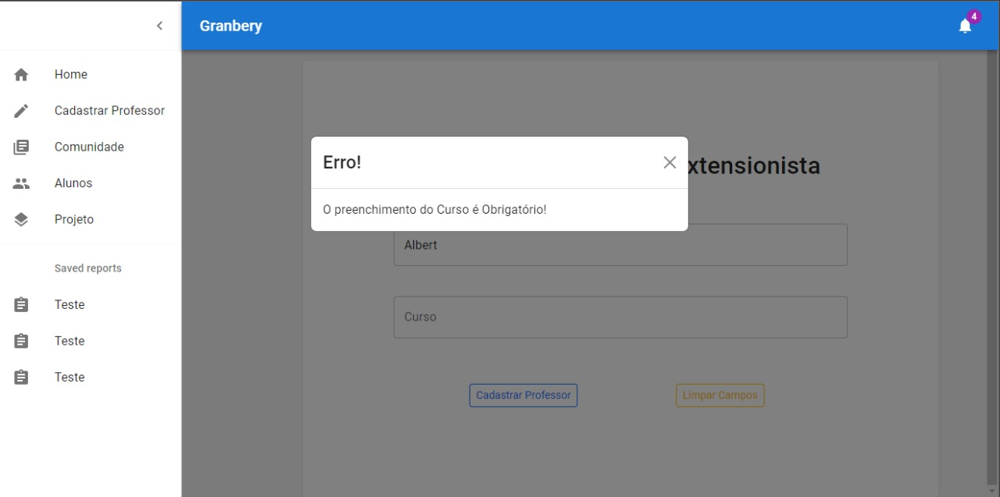 Granbery
4
Home
Cadastrar Professor
Comunidade
Alunos
Projeto
Saved reports
Teste
Teste
Teste
xtensionista
Erro!
O preenchimento do Curso é Obrigatório!
Albert
Curso
Cadastrar Professor
Limpar Campos